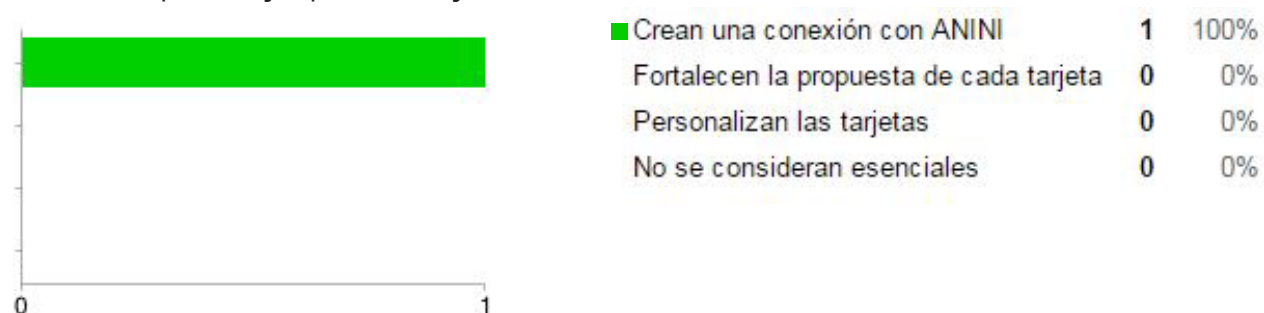 Crean una conexión con ANINI 1 100%
Fortalecen la propuesta de cada tarjeta 0 0%
Personalizan las tarjetas 0 0%
No se consideran esenciales 0 0%
0 1